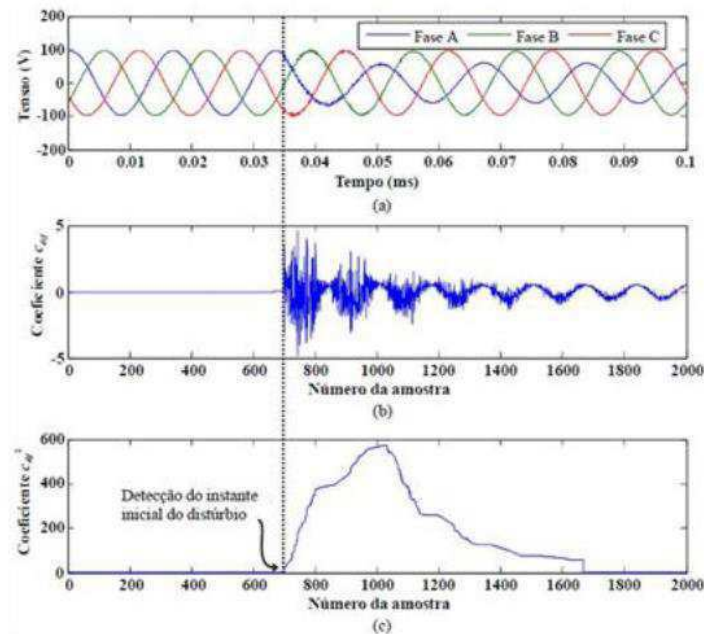 200
100
0
-100
-200
Tensão (V)
Fase A Fase B Fase C
0 0.01 0.02 0.03 0.04 0.05 0.06 0.07 0.08 0.09 0.1
Tempo (ms)
(a)
5
0
-5
Coeficiente
0 200 400 600 800 1000 1200 1400 1600 1800 2000
Número da amostra
(b)
600
400
200
0
Coeficiente
Detecção do instante
inicial do distúrbio
0 200 400 600 800 1000 1200 1400 1600 1800 2000
Número da amostra
(c)